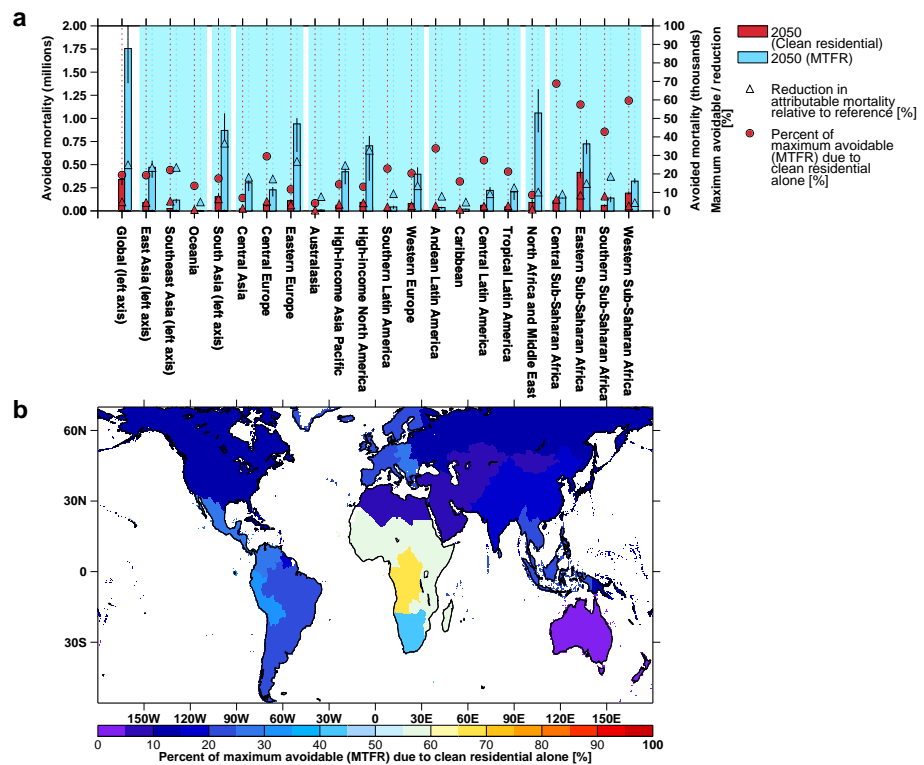 a
2.00
1.75
1.50
1.25
1.00
0.75
0.50
0.25
0.00
Avoided mortality (millions)
100
90
80
70
60
50
40
30
20
10
0
Avoided mortality (thousands)
Maximum avoidable / reduction
[%]
2050
(Clean residential)
2050 (MTFR)
Reduction in
attributable mortality
relative to reference [%]
Percent of
maximum avoidable
(MTFR) due to
clean residential
alone [%]
Global (left axis)
East Asia (left axis)
Southeast Asia (left axis)
Oceania
South Asia (left axis)
Central Asia
Central Europe
Eastern Europe
Australasia
High-income Asia Pacific
High-income North America
Southern Latin America
Western Europe
Andean Latin America
Caribbean
Central Latin America
Tropical Latin America
North Africa and Middle East
Central Sub-Saharan Africa
Eastern Sub-Saharan Africa
Southern Sub-Saharan Africa
Western Sub-Saharan Africa
b
60N
30N
0
30S
150W 120W 90W 60W 30W 0 30E 60E 90E 120E 150E
0 10 20 30 40 50 60 70 80 90 100
Percent of maximum avoidable (MTFR) due to clean residential alone [%]